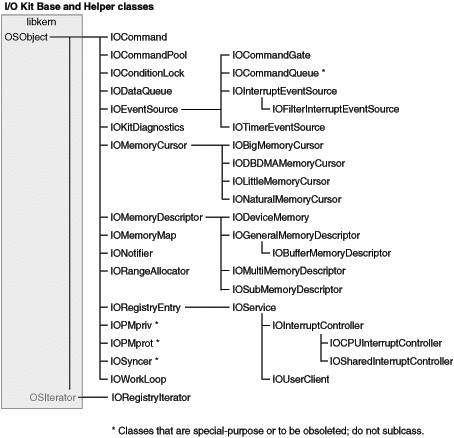 I/O Kit Base and Helper classes
libkern
OSObject IOCommand
IOCommandPool IOCommandGate
IOConditionLock IOCommandQueue *
IODataQueue IOInterruptEventSource
IOEventSource IOFilterInterruptEventSource
IOKitDiagnostics IOTimerEventSource
IOMemoryCursor IOBigMemoryCursor
IODBDMAMemoryCursor
IOLittleMemoryCursor
IONaturalMemoryCursor
IOMemoryDescriptor IODeviceMemory
IOMemoryMap IOGeneralMemoryDescriptor
IONotifier IOBufferMemoryDescriptor
IORangeAllocator IOMultiMemoryDescriptor
IOSubMemoryDescriptor
IORegistryEntry IOService
IOPMpriv * IOInterruptController
IOPMprot * IOCPUInterruptController
IOSyncer * IOSharedInterruptController
IOWorkLoop IOUserClient
OSIterator IORegistryIterator
* Classes that are special-purpose or to be obsoleted; do not sublcass.